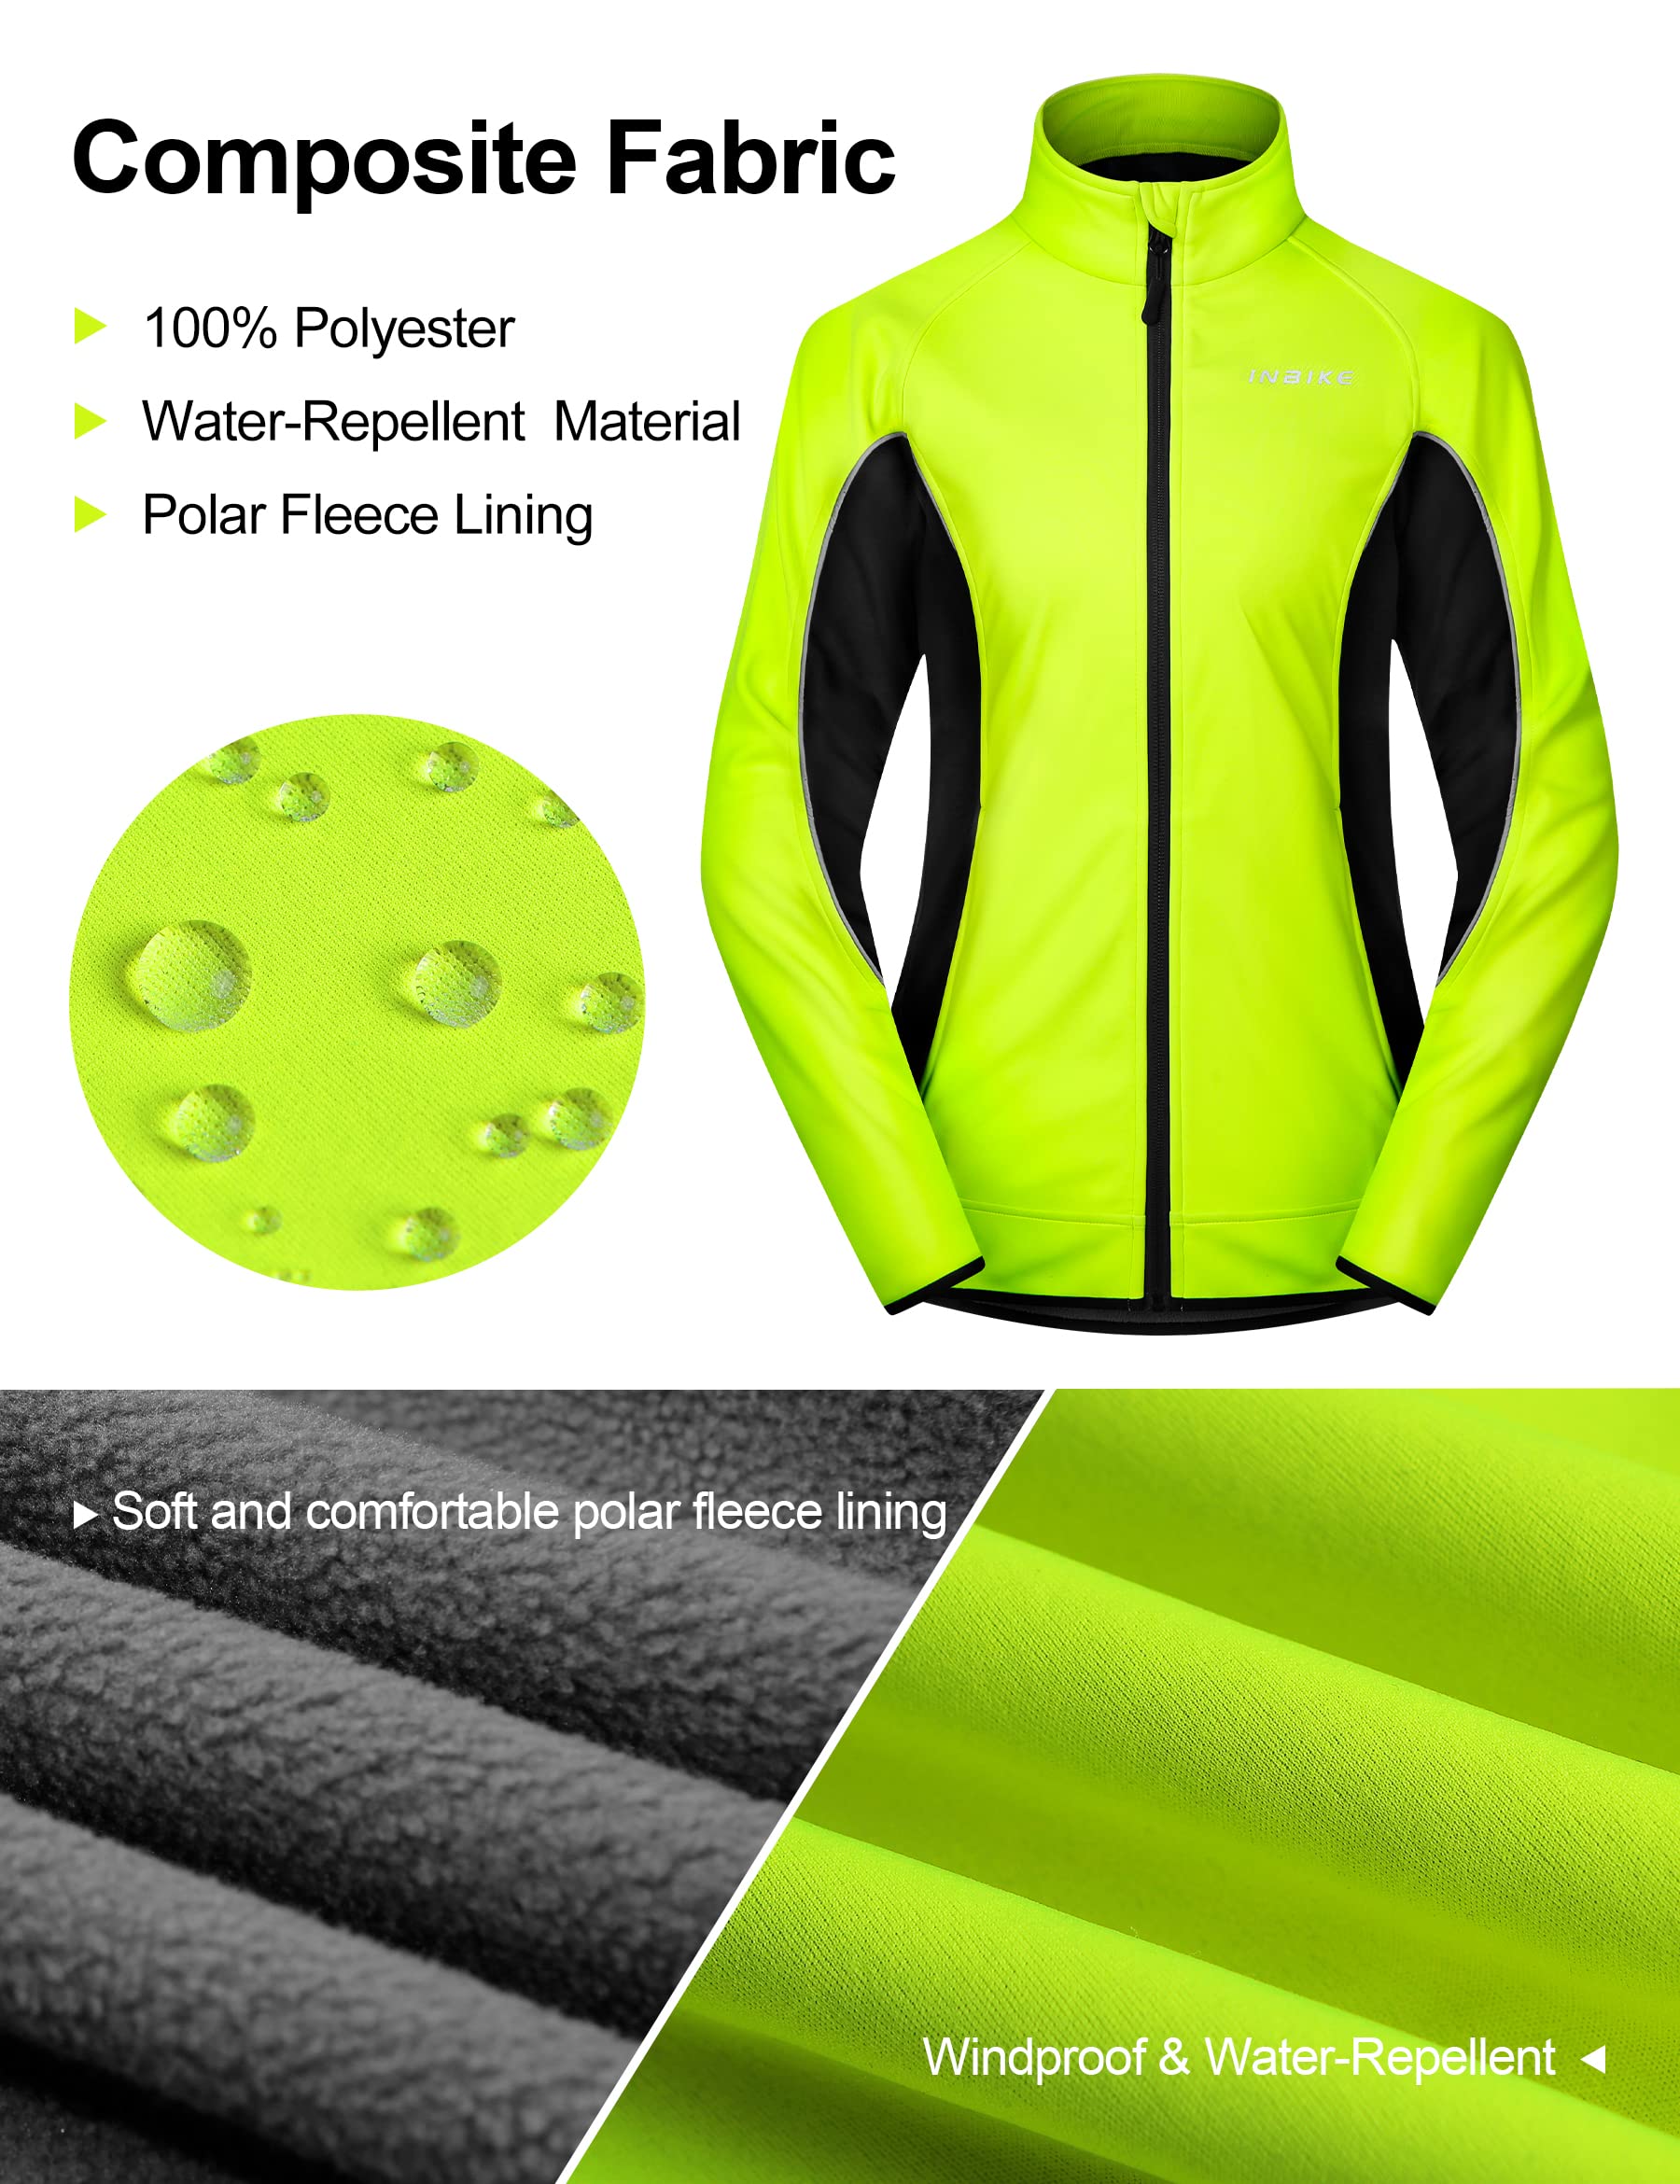 Composite Fabric
100% Polyester
Water-Repellent Material
Polar Fleece Lining
INBIKE
Soft and comfortable polar fleece lining
Windproof & Water-Repellent